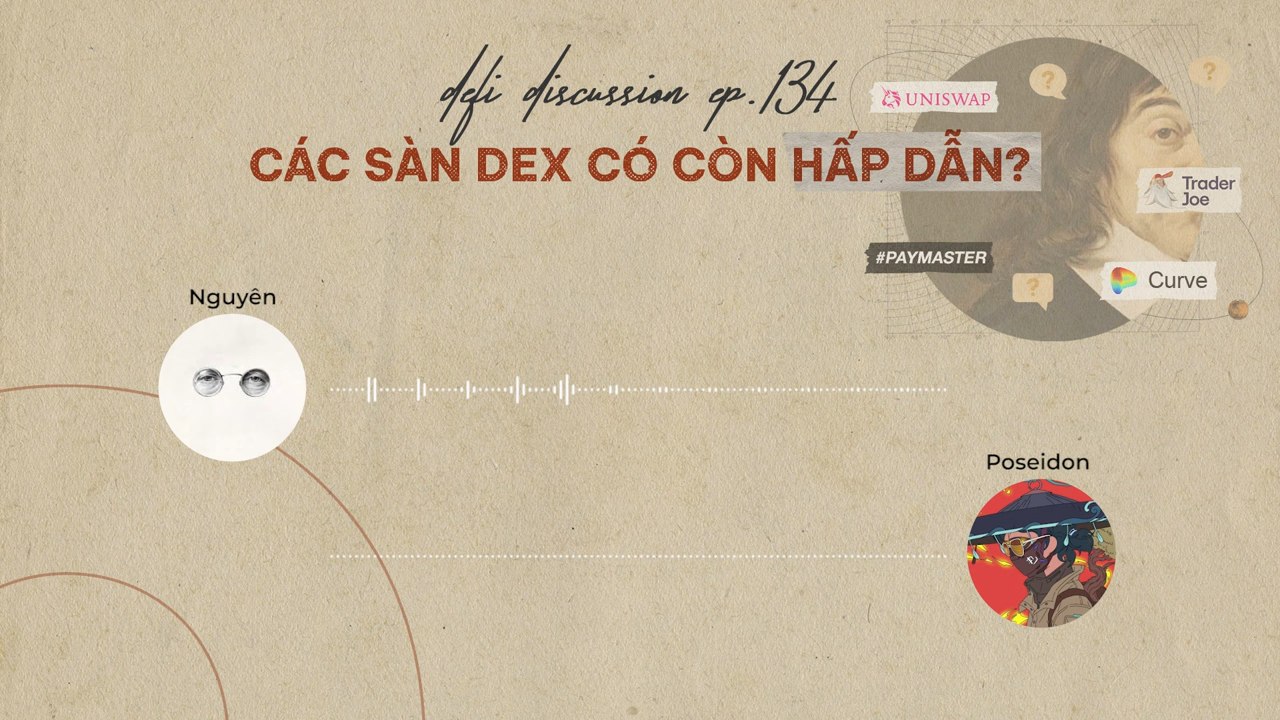 defi discussion ep.134
CÁC SÀN DEX CÓ CÒN HẤP DẪN?
UNISWAP
Trader
Joe
#PAYMASTER
Curve
Nguyên
Poseidon